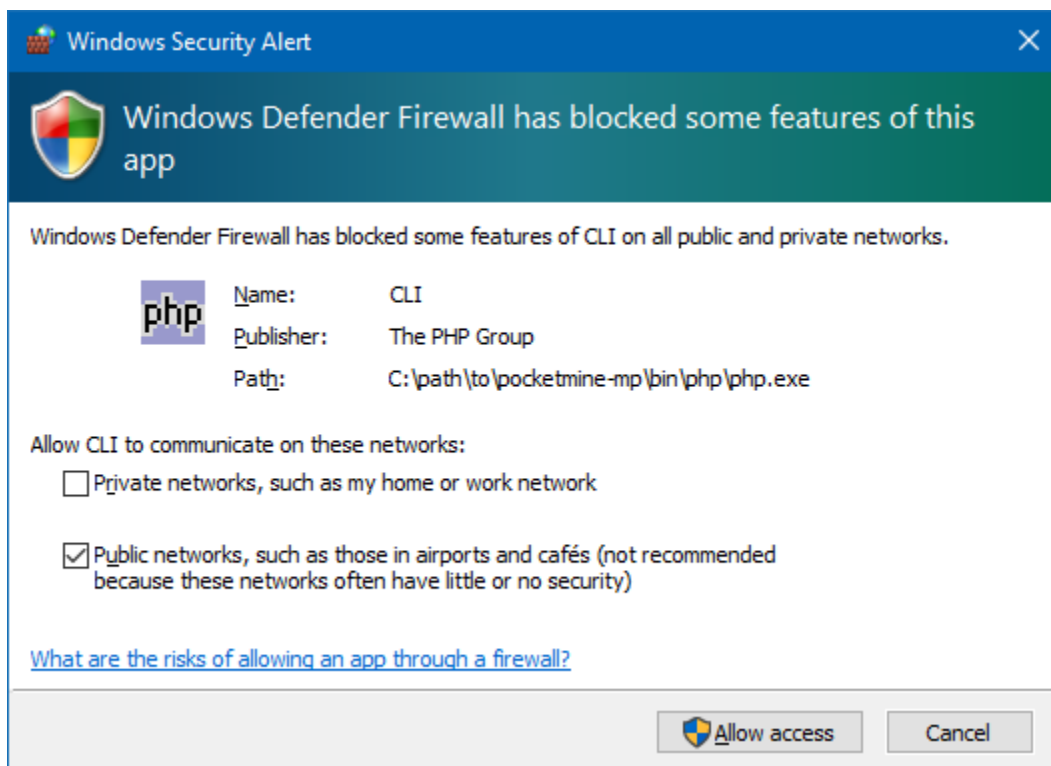 Windows Security Alert
Windows Defender Firewall has blocked some features of this
app
Windows Defender Firewall has blocked some features of CLI on all public and private networks.
php
Name: CLI
Publisher: The PHP Group
Path: C:\path\to\pocketmine-mp\bin\php\php.exe
Allow CLI to communicate on these networks:
Private networks, such as my home or work network
Public networks, such as those in airports and cafés (not recommended
because these networks often have little or no security)
What are the risks of allowing an app through a firewall?
Allow access Cancel